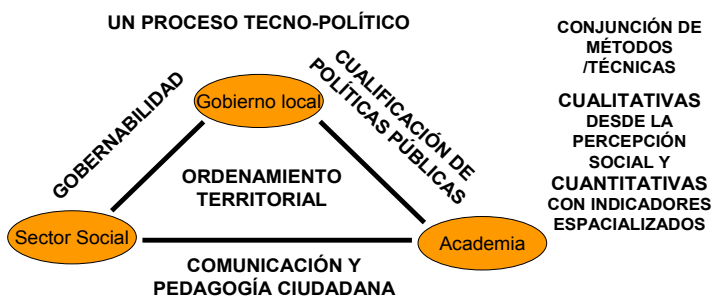 UN PROCESO TECNO-POLÍTICO
GOBERNABILIDAD
Gobierno local
CUALIFICACIÓN DE
POLÍTICAS PÚBLICAS
ORDENAMIENTO
TERRITORIAL
Sector Social
Academia
COMUNICACIÓN Y
PEDAGOGÍA CIUDADANA
CONJUNCIÓN DE
MÉTODOS
/TÉCNICAS
CUALITATIVAS
DESDE LA
PERCEPCIÓN
SOCIAL Y
CUANTITATIVAS
CON INDICADORES
ESPACIALIZADOS